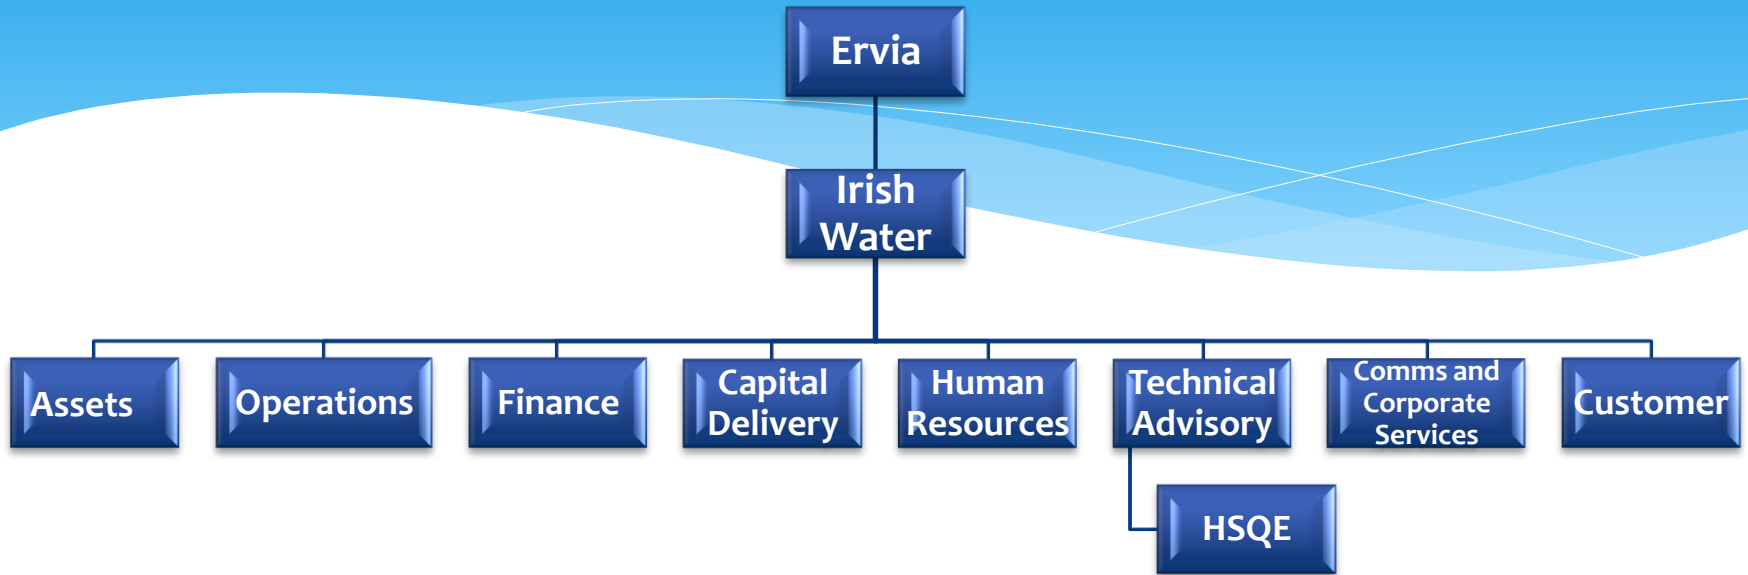 Ervia
Irish
Water
Assets
Operations
Finance
Capital
Delivery
Human
Resources
Technical
Advisory
Comms and
Corporate
Services
Customer
HSQE